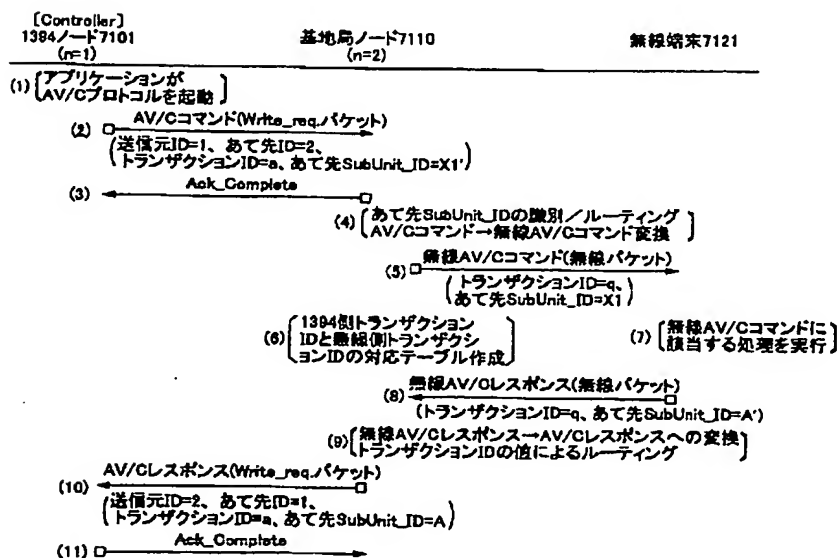 [Controller]
1394ノード7101
(n=1)
基地局ノード7110
(n=2)
無線端末7121
(1) アプリケーションが
AV/Cプロトコルを起動
(2) AV/Cコマンド(Write_req.パケット)
(送信元ID=1、あて先ID=2、
トランザクションID=a、あて先SubUnit_ID=X1')
(3) Ack_Complete
(4) あて先SubUnit_IDの識別/ルーティング
AV/Cコマンド→無線AV/Cコマンド変換
(5) 無線AV/Cコマンド(無線パケット)
(トランザクションID=q、
あて先SubUnit_ID=X1)
(6) 1394側トランザクション
IDと無線側トランザクシ
ョンIDの対応テーブル作成
(7) 無線AV/Cコマンドに
該当する処理を実行
(8) 無線AV/Cレスポンス(無線パケット)
(トランザクションID=q、あて先SubUnit_ID=A')
(9) 無線AV/Cレスポンス→AV/Cレスポンスへの変換
トランザクションIDの値によるルーティング
(10) AV/Cレスポンス(Write_req.パケット)
(送信元ID=2、あて先ID=1、
トランザクションID=a、あて先SubUnit_ID=A)
(11) Ack_Complete